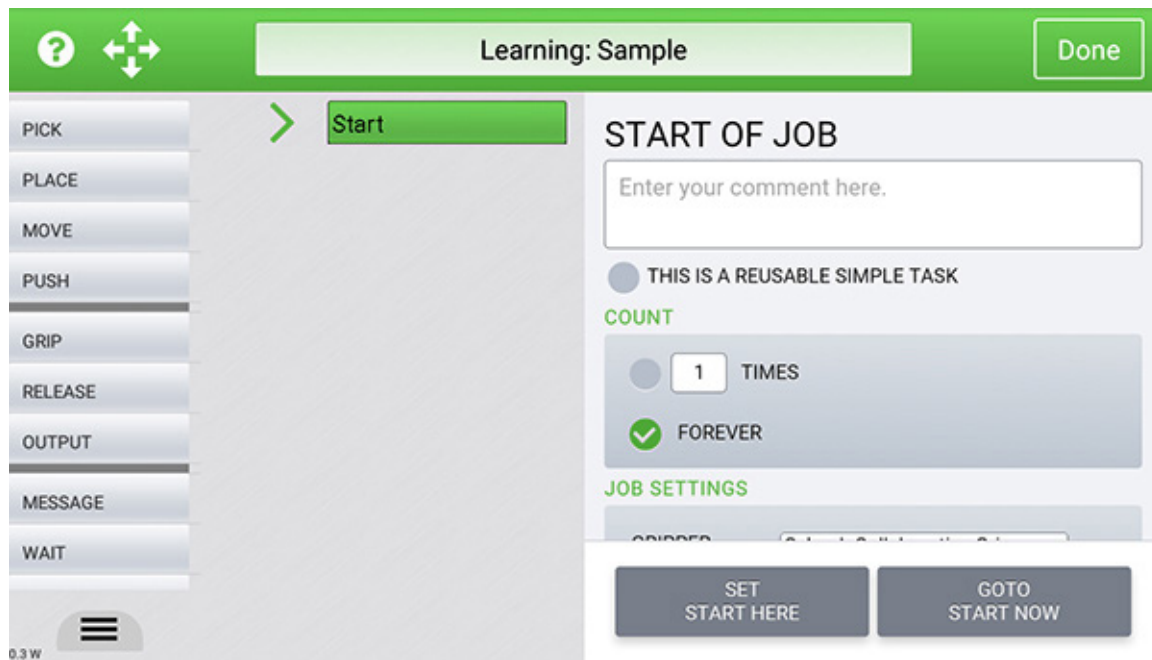 ?
Learning: Sample
Done
PICK
PLACE
MOVE
PUSH
GRIP
RELEASE
OUTPUT
MESSAGE
WAIT
0.3 W
Start
START OF JOB
Enter your comment here.
THIS IS A REUSABLE SIMPLE TASK
COUNT
1 TIMES
FOREVER
JOB SETTINGS
GRIPPER
SET
START HERE
GOTO
START NOW